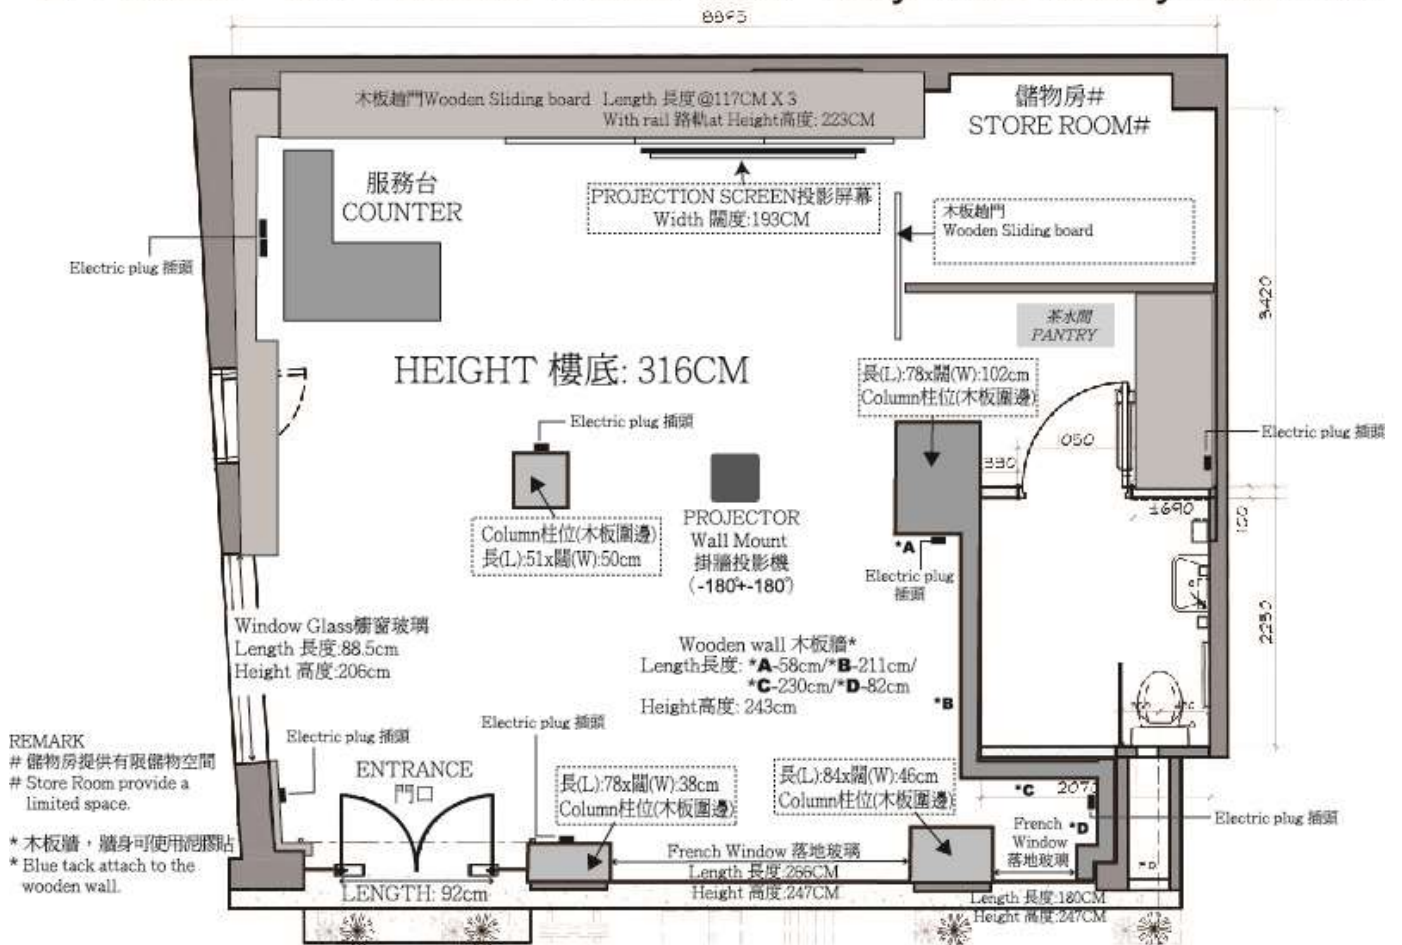 8895
木板趟門Wooden Sliding board Length 長度@117CM X 3
With rail 路軌at Height高度: 223CM
儲物房#
STORE ROOM#
服務台
COUNTER
PROJECTION SCREEN投影屏幕
Width 闊度:193CM
木板趟門
Wooden Sliding board
Electric plug 插頭
3420
茶水間
PANTRY
HEIGHT 樓底: 316CM
長(L):78x闊(W):102cm
Column柱位(木板圍邊)
Electric plug 插頭
Electric plug 插頭
050
330
1690
100
Column柱位(木板圍邊)
長(L):51x闊(W):50cm
PROJECTOR
Wall Mount
掛牆投影機
(-180°+-180°)
*A
Electric plug
插頭
2250
Window Glass櫥窗玻璃
Length 長度:88.5cm
Height 高度:206cm
Wooden wall 木板牆*
Length長度: *A-58cm/*B-211cm/
*C-230cm/*D-82cm
Height高度: 243cm
*B
Electric plug 插頭
Electric plug 插頭
REMARK
# 儲物房提供有限儲物空間
# Store Room provide a
limited space.
* 木板牆，牆身可使用泥膠貼
* Blue tack attach to the
wooden wall.
ENTRANCE
門口
長(L):78x闊(W):38cm
Column柱位(木板圍邊)
長(L):84x闊(W):46cm
Column柱位(木板圍邊)
*C
207
Electric plug 插頭
French
Window
落地玻璃
*D
French Window 落地玻璃
Length 長度:266CM
Height 高度:247CM
LENGTH: 92cm
Length 長度:180CM
Height 高度:247CM